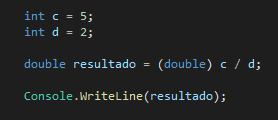 int c = 5;
int d = 2;
double resultado = (double) c / d;
Console.WriteLine(resultado);